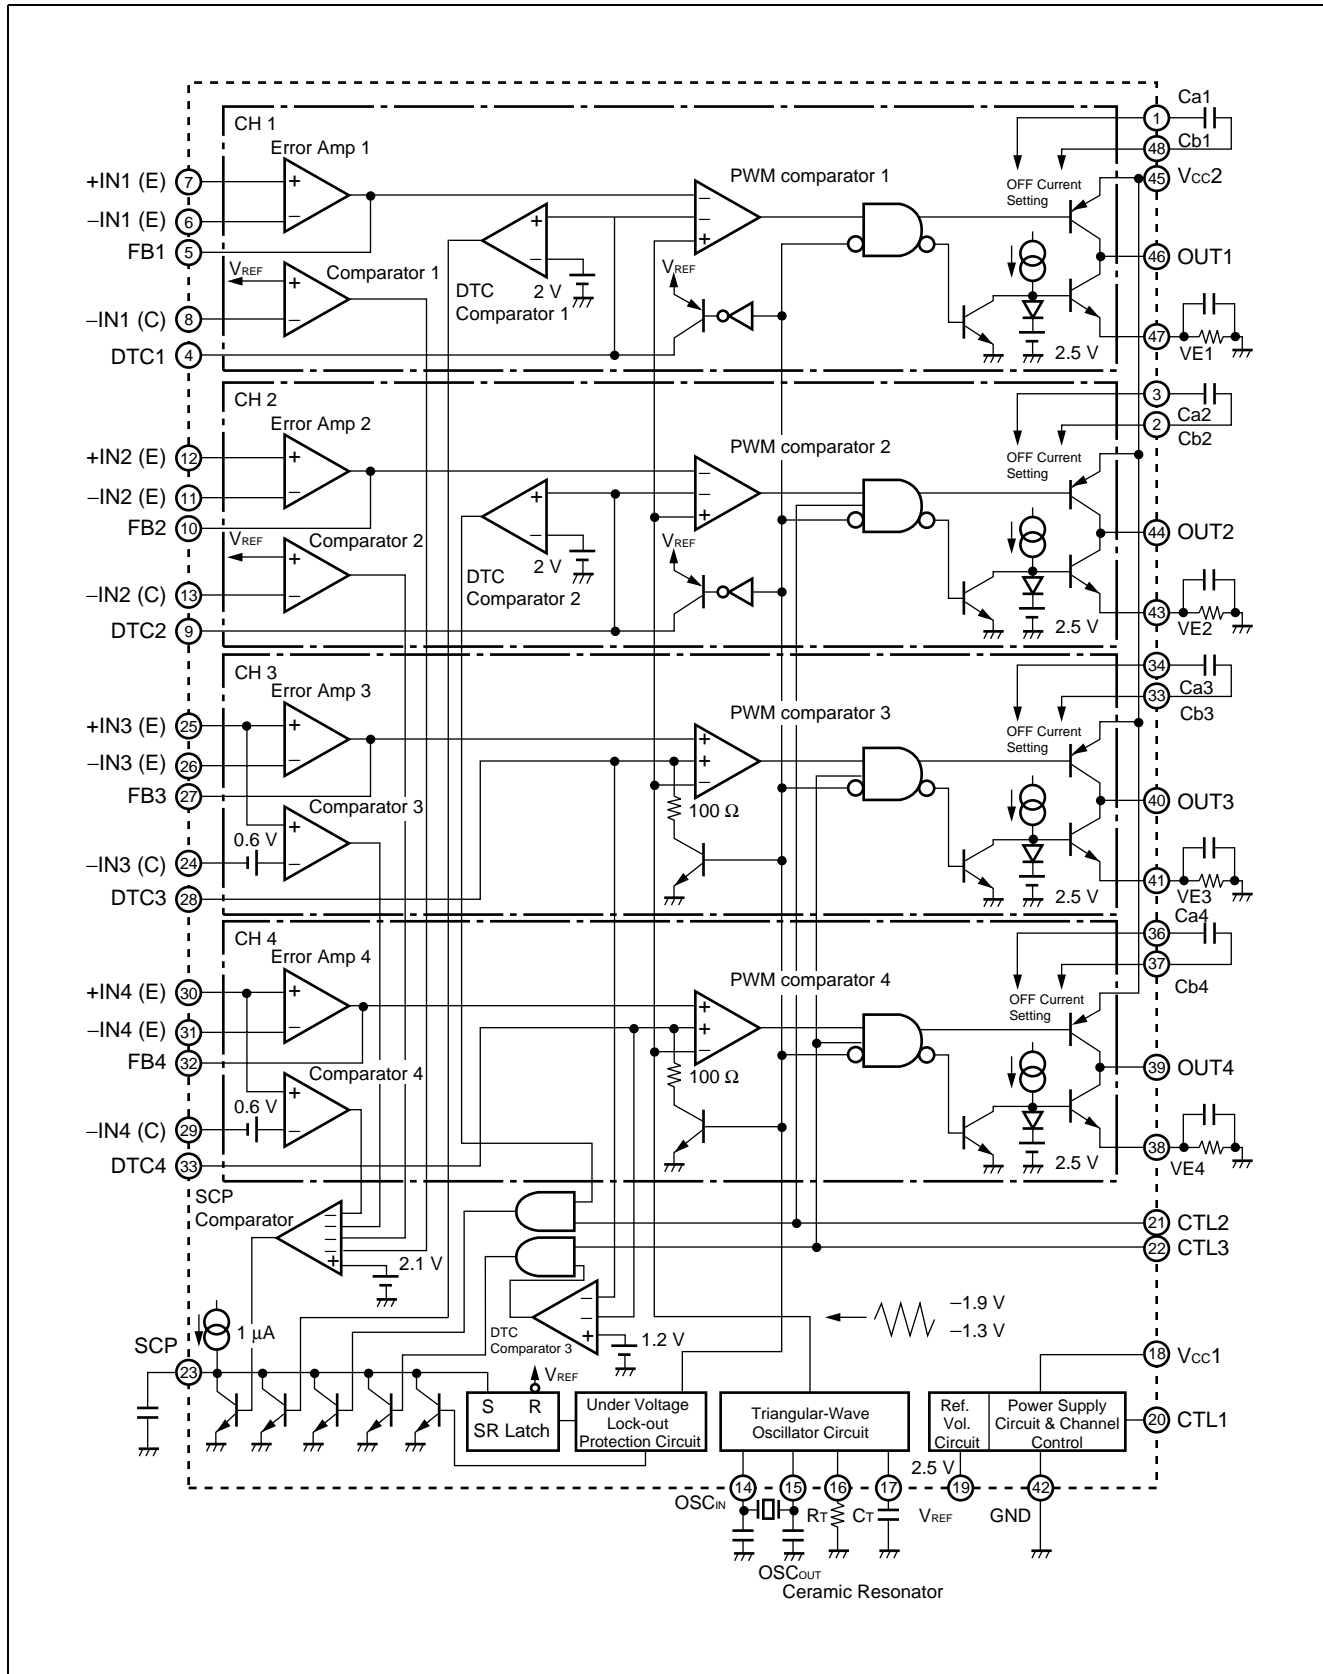 CH 1
Error Amp 1
+IN1 (E) 7
–IN1 (E) 6
FB1 5
VREF
Comparator 1
–IN1 (C) 8
DTC1 4
DTC
Comparator 1
2 V
PWM comparator 1
VREF
OFF Current
Setting
2.5 V
1 Ca1
48 Cb1
45 VCC2
46 OUT1
47 VE1
CH 2
Error Amp 2
+IN2 (E) 12
–IN2 (E) 11
FB2 10
VREF
Comparator 2
–IN2 (C) 13
DTC2 9
DTC
Comparator 2
2 V
PWM comparator 2
VREF
OFF Current
Setting
2.5 V
3 Ca2
2 Cb2
44 OUT2
43 VE2
CH 3
Error Amp 3
+IN3 (E) 25
–IN3 (E) 26
FB3 27
Comparator 3
0.6 V
–IN3 (C) 24
DTC3 28
PWM comparator 3
100 Ω
OFF Current
Setting
2.5 V
34 Ca3
33 Cb3
40 OUT3
41 VE3
CH 4
Error Amp 4
+IN4 (E) 30
–IN4 (E) 31
FB4 32
Comparator 4
0.6 V
–IN4 (C) 29
DTC4 33
PWM comparator 4
100 Ω
OFF Current
Setting
2.5 V
36 Ca4
37 Cb4
39 OUT4
38 VE4
SCP
Comparator
2.1 V
21 CTL2
22 CTL3
DTC
Comparator 3
1.2 V
–1.9 V
–1.3 V
1 µA
SCP 23
VREF
S R
SR Latch
Under Voltage
Lock-out
Protection Circuit
Triangular-Wave
Oscillator Circuit
Ref.
Vol.
Circuit
Power Supply
Circuit & Channel
Control
18 VCC1
20 CTL1
2.5 V
14 15 16 17 19 42
OSCIN
RT
CT
VREF
GND
OSCOUT
Ceramic Resonator